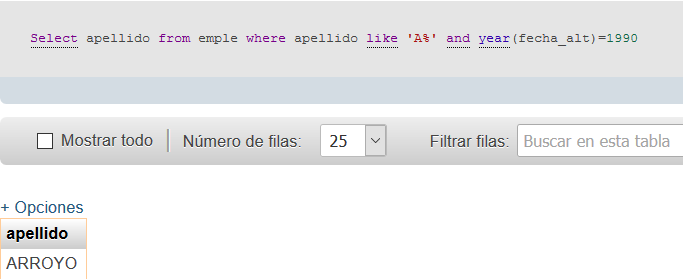 Select apellido from emple where apellido like 'A%' and year(fecha_alt)=1990
Mostrar todo Número de filas: 25 Filtrar filas: Buscar en esta tabla
+ Opciones
apellido
ARROYO